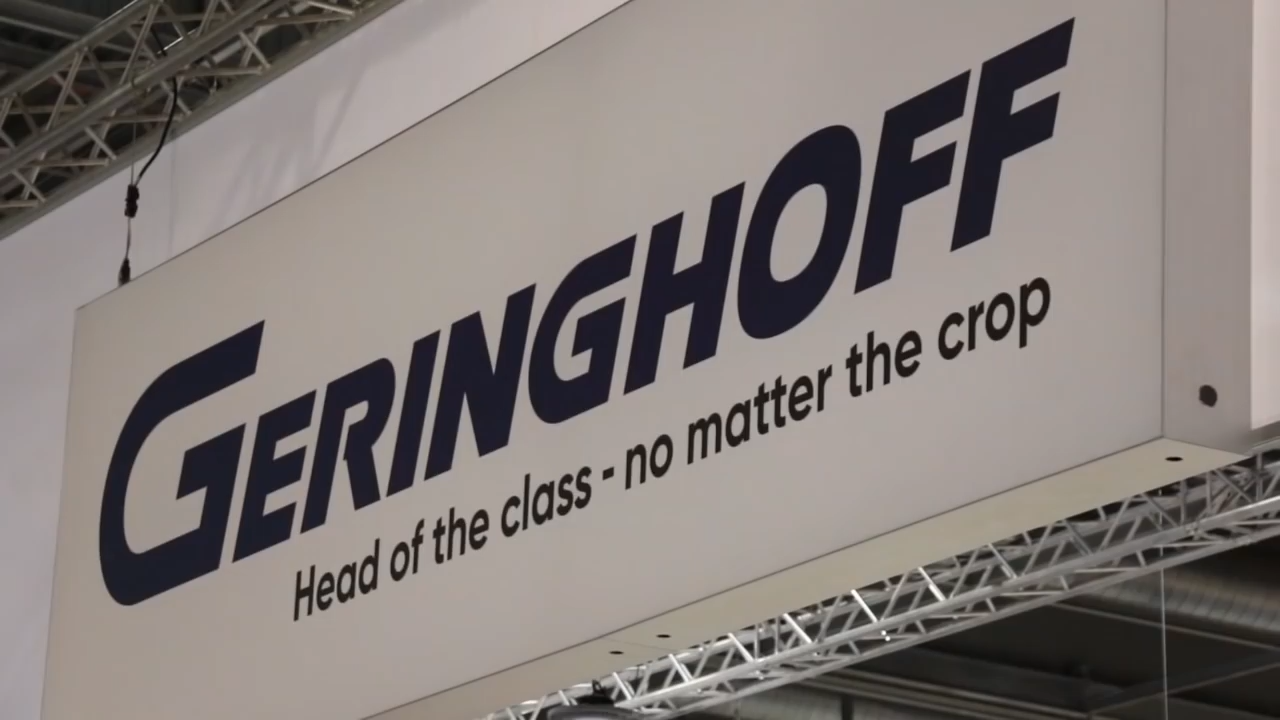 GERINGHOFF
Head of the class - no matter the crop